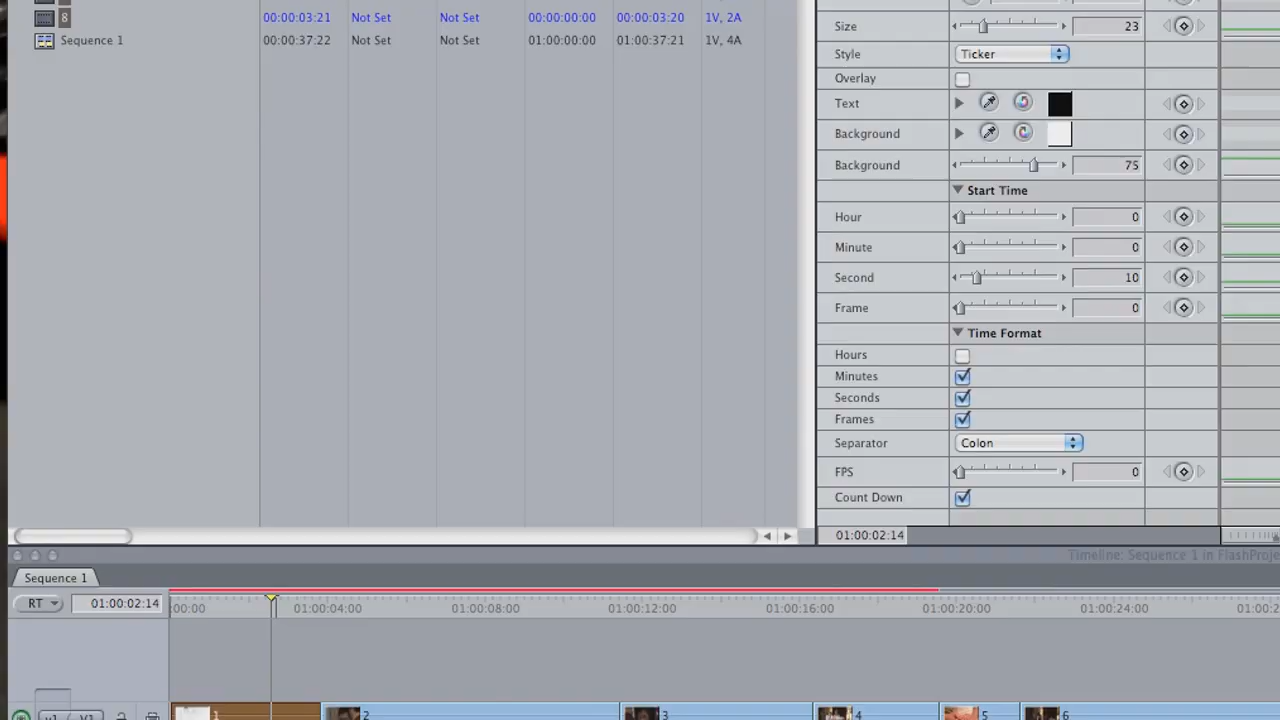 8 00:00:03:21 Not Set Not Set 00:00:00:00 00:00:03:20 1V, 2A
Sequence 1 00:00:37:22 Not Set Not Set 01:00:00:00 01:00:37:21 1V, 4A
Size 23
Style Ticker
Overlay
Text
Background
Background 75
Start Time
Hour 0
Minute 0
Second 10
Frame 0
Time Format
Hours
Minutes
Seconds
Frames
Separator Colon
FPS 0
Count Down
01:00:02:14
Timeline: Sequence 1 in FlashProje
Sequence 1
RT 01:00:02:14 :00:00 01:00:04:00 01:00:08:00 01:00:12:00 01:00:16:00 01:00:20:00 01:00:24:00 01:00:2
v1 V1 1 2 3 4 5 6